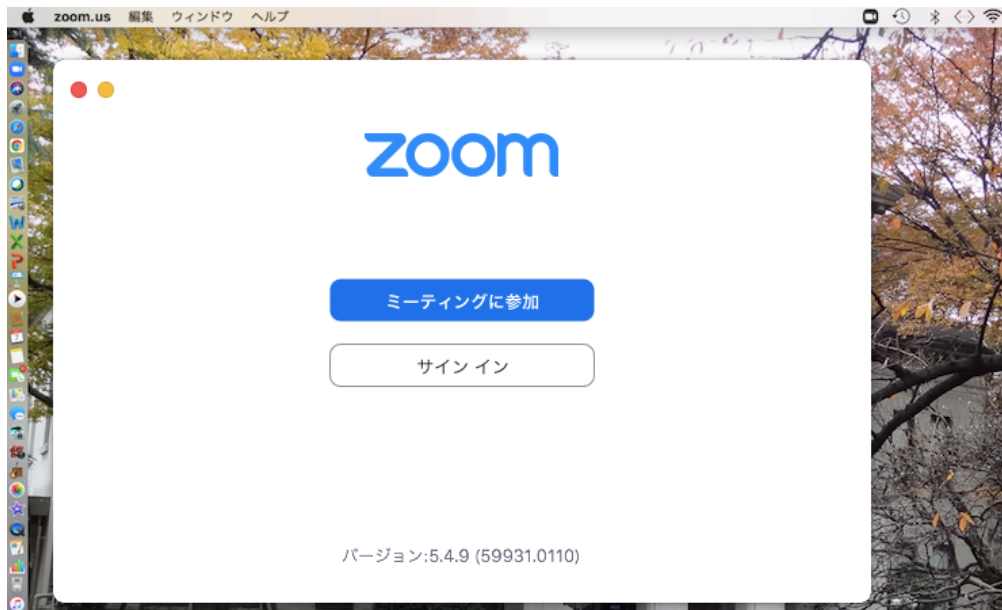 zoom.us 編集 ウィンドウ ヘルプ
zoom
ミーティングに参加
サイン イン
バージョン:5.4.9 (59931.0110)